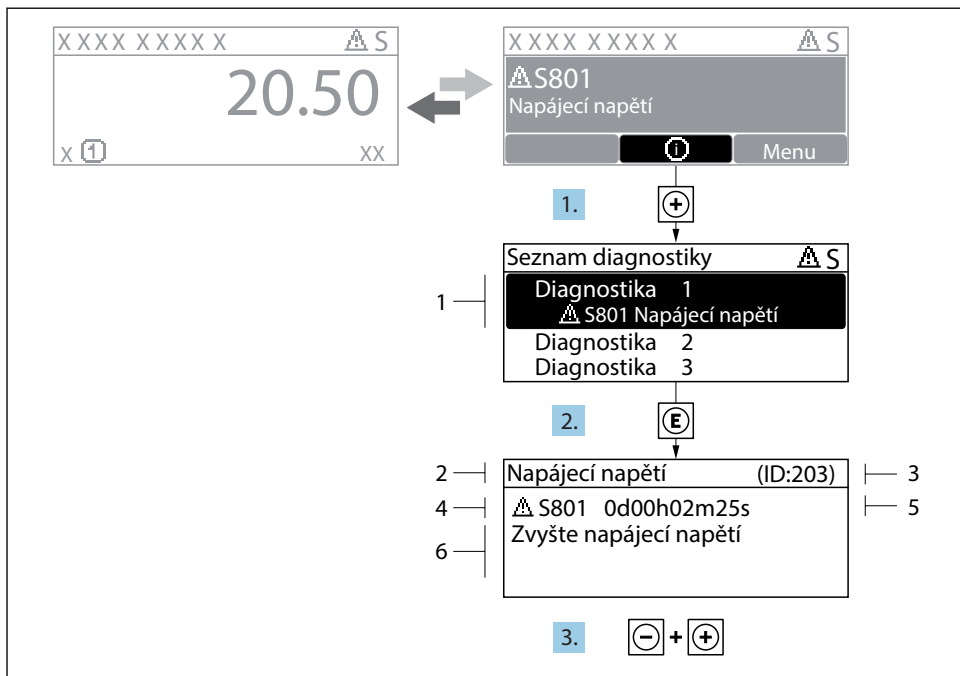 X XXXX XXXXX X S
20.50
X 1 XX
X XXXX XXXXX X S
S801
Napájecí napětí
i Menu
1. +
Seznam diagnostiky S
1 Diagnostika 1
S801 Napájecí napětí
Diagnostika 2
Diagnostika 3
2. E
2 Napájecí napětí (ID:203) 3
4 S801 0d00h02m25s 5
6 Zvyšte napájecí napětí
3. - + +